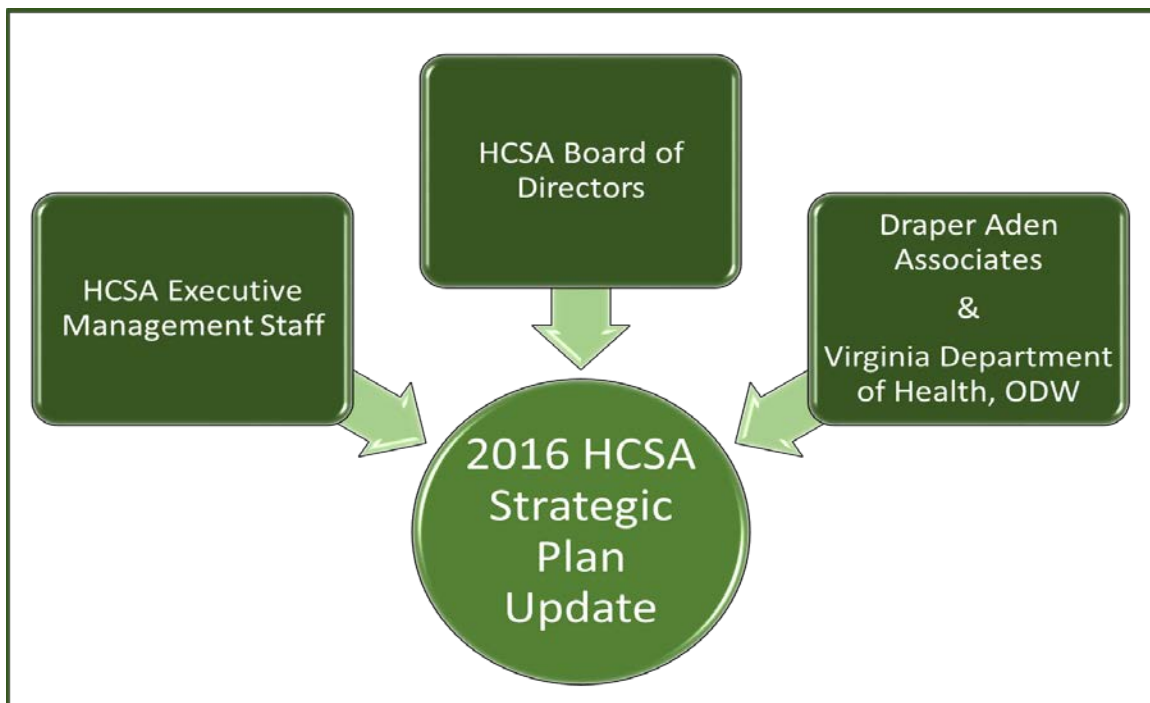 HCSA Board of
Directors
HCSA Executive
Management Staff
Draper Aden
Associates
&
Virginia Department
of Health, ODW
2016 HCSA
Strategic
Plan
Update